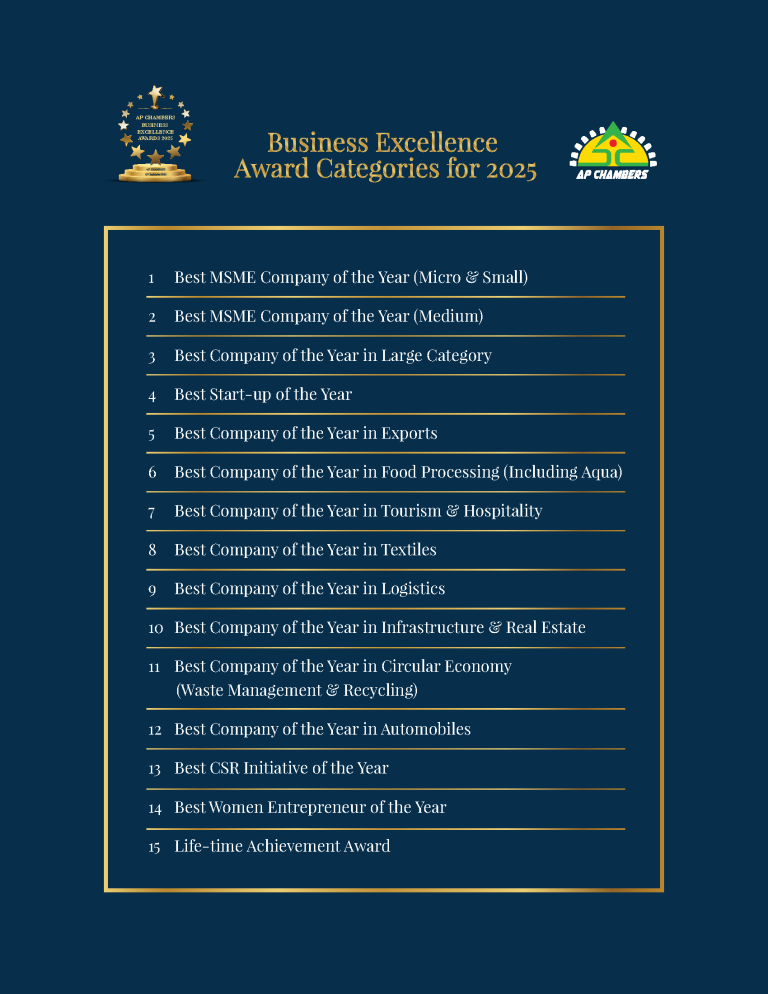 AP CHAMBERS
BUSINESS
EXCELLENCE
AWARDS 2025
AP CHAMBERS
Business Excellence
Award Categories for 2025
AP CHAMBERS
1 Best MSME Company of the Year (Micro & Small)
2 Best MSME Company of the Year (Medium)
3 Best Company of the Year in Large Category
4 Best Start-up of the Year
5 Best Company of the Year in Exports
6 Best Company of the Year in Food Processing (Including Aqua)
7 Best Company of the Year in Tourism & Hospitality
8 Best Company of the Year in Textiles
9 Best Company of the Year in Logistics
10 Best Company of the Year in Infrastructure & Real Estate
11 Best Company of the Year in Circular Economy
(Waste Management & Recycling)
12 Best Company of the Year in Automobiles
13 Best CSR Initiative of the Year
14 Best Women Entrepreneur of the Year
15 Life-time Achievement Award